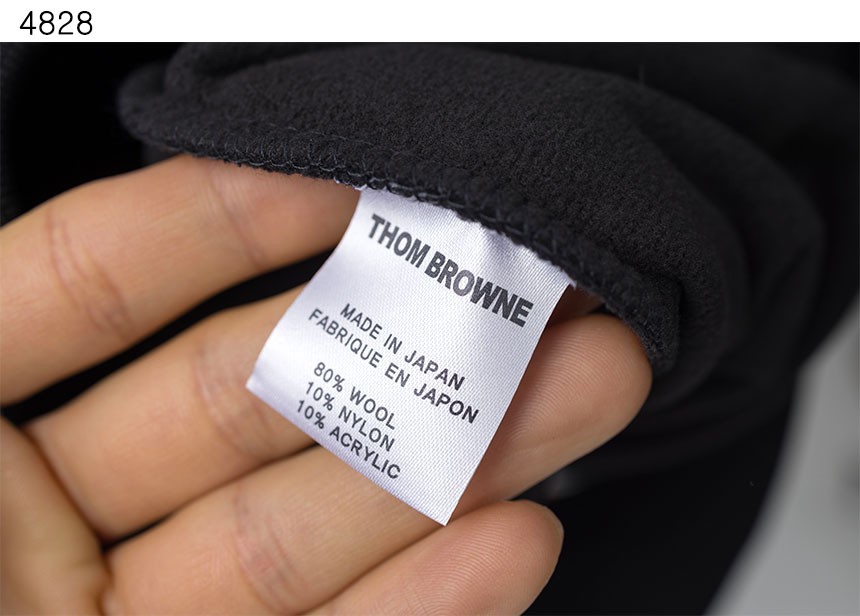 4828
THOM BROWNE
MADE IN JAPAN
FABRIQUE EN JAPON
80% WOOL
10% NYLON
10% ACRYLIC